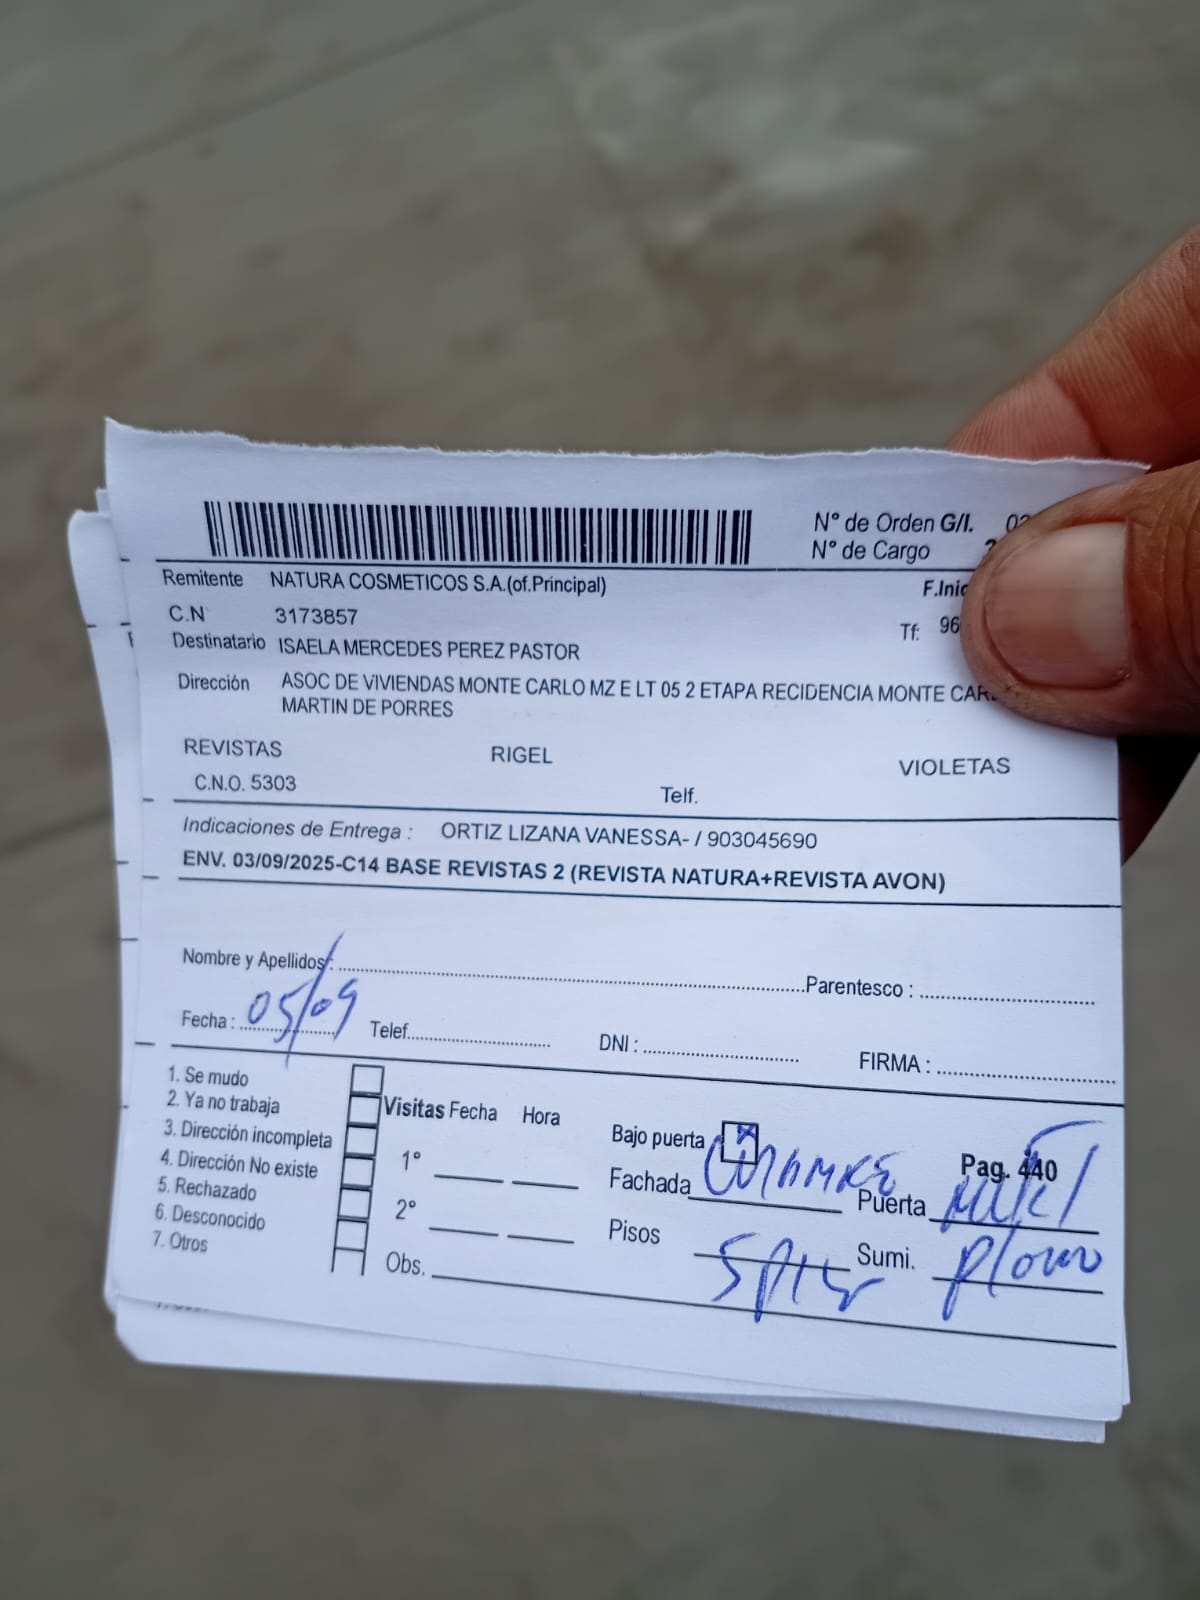 N° de Orden G/I.
N° de Cargo
Remitente NATURA COSMETICOS S.A.(of.Principal)
F.Inic
C.N 3173857
Tf: 96
Destinatario ISAELA MERCEDES PEREZ PASTOR
Dirección ASOC DE VIVIENDAS MONTE CARLO MZ E LT 05 2 ETAPA RECIDENCIA MONTE CAR
MARTIN DE PORRES
REVISTAS RIGEL VIOLETAS
C.N.O. 5303 Telf.
Indicaciones de Entrega : ORTIZ LIZANA VANESSA- / 903045690
ENV. 03/09/2025-C14 BASE REVISTAS 2 (REVISTA NATURA+REVISTA AVON)
Nombre y Apellidos : Parentesco :
Fecha : 05/09 Telef. DNI : FIRMA :
1. Se mudo
2. Ya no trabaja
3. Dirección incompleta
4. Dirección No existe
5. Rechazado
6. Desconocido
7. Otros
Visitas Fecha Hora
1°
2°
Obs.
Bajo puerta x Pag. 440
Fachada Puerta
Pisos Sumi. plomo